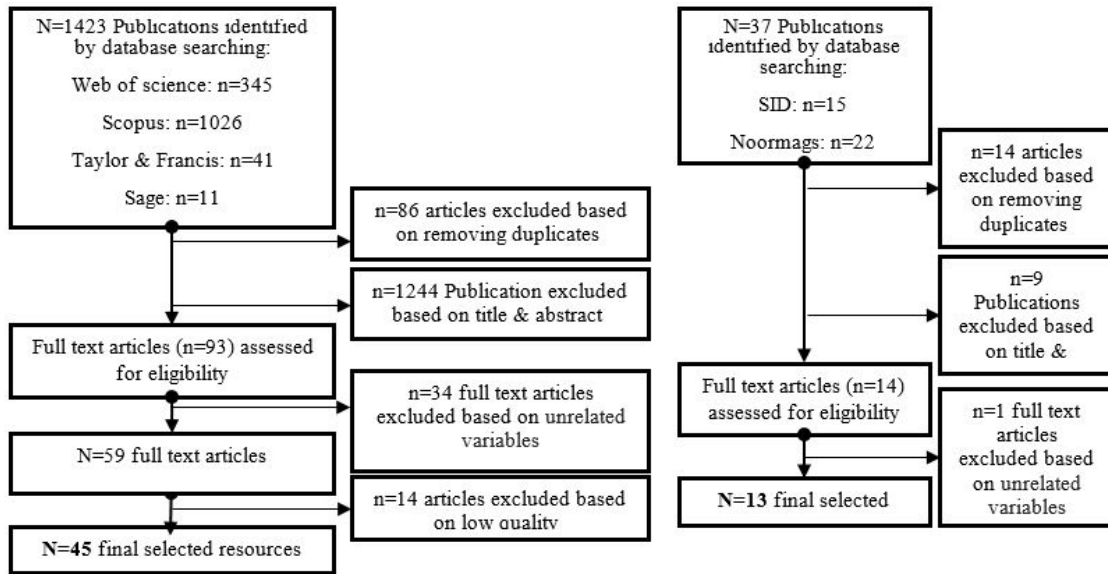 N=1423 Publications identified
by database searching:
Web of science: n=345
Scopus: n=1026
Taylor & Francis: n=41
Sage: n=11
n=86 articles excluded based
on removing duplicates
n=1244 Publication excluded
based on title & abstract
Full text articles (n=93) assessed
for eligibility
n=34 full text articles
excluded based on unrelated
variables
N=59 full text articles
n=14 articles excluded based
on low quality
N=45 final selected resources
N=37 Publications
identified by database
searching:
SID: n=15
Noormags: n=22
n=14 articles
excluded based
on removing
duplicates
n=9
Publications
excluded based
on title &
Full text articles (n=14)
assessed for eligibility
n=1 full text
articles
excluded based
on unrelated
variables
N=13 final selected